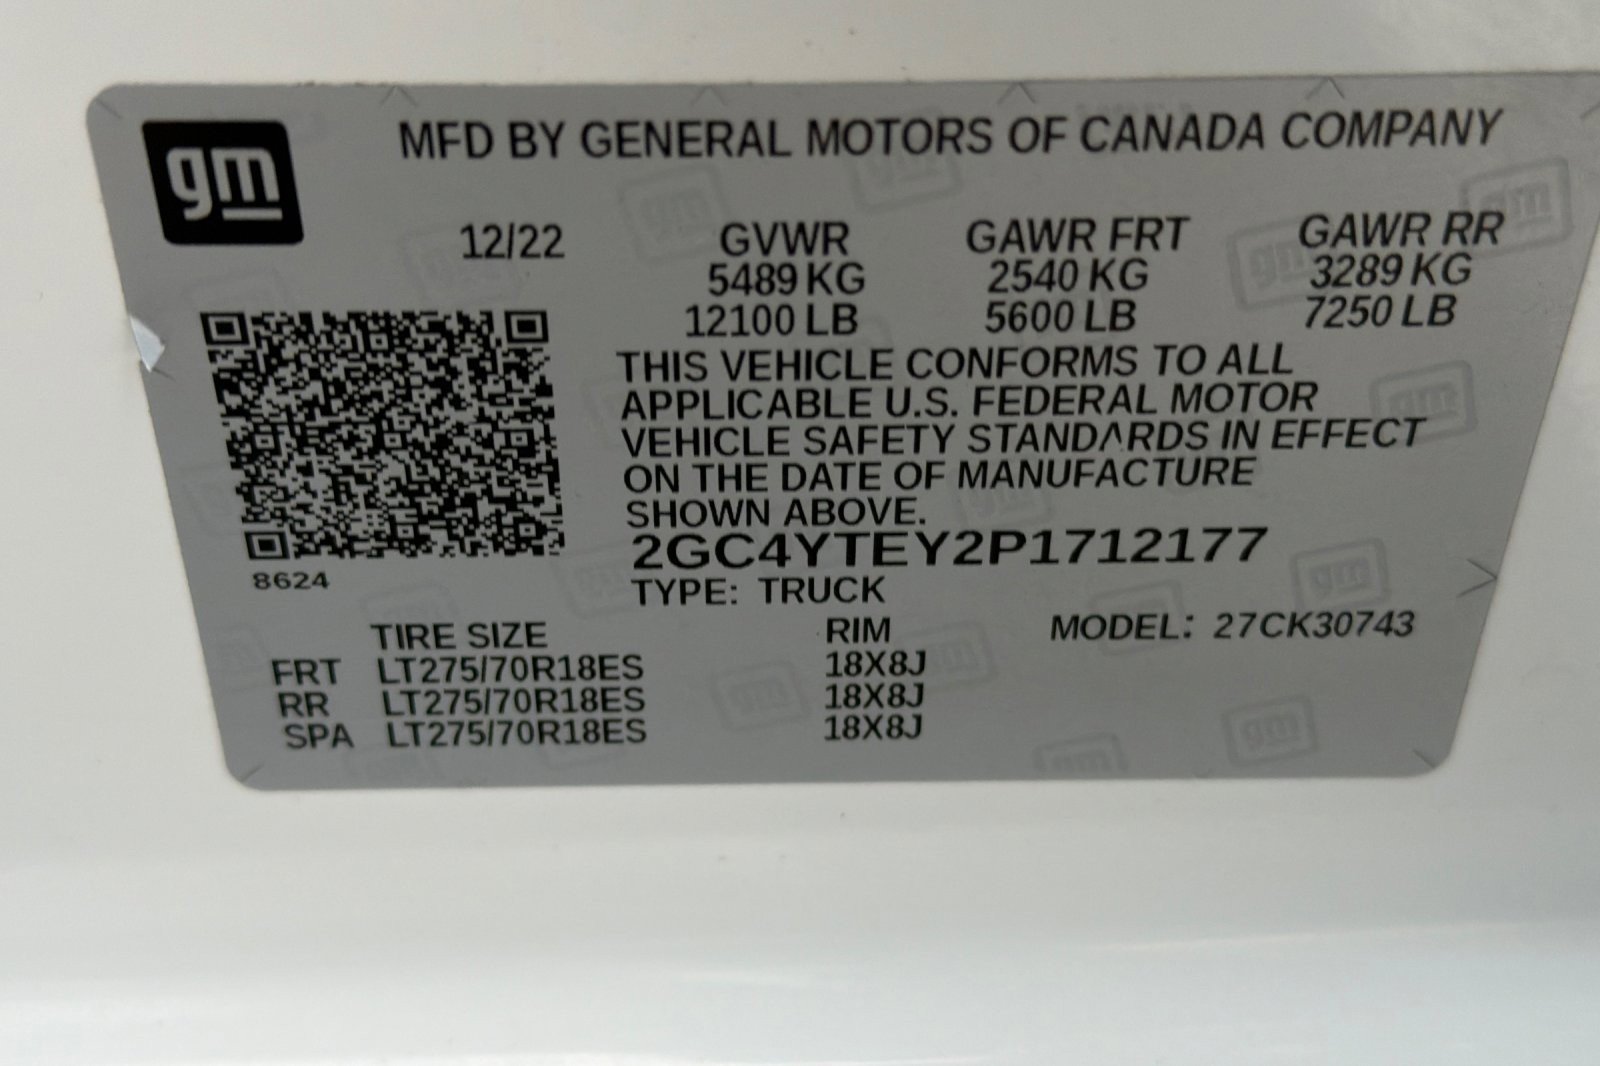 gm
MFD BY GENERAL MOTORS OF CANADA COMPANY
12/22 GVWR GAWR FRT GAWR RR
5489 KG 2540 KG 3289 KG
12100 LB 5600 LB 7250 LB
THIS VEHICLE CONFORMS TO ALL
APPLICABLE U.S. FEDERAL MOTOR
VEHICLE SAFETY STANDARDS IN EFFECT
ON THE DATE OF MANUFACTURE
SHOWN ABOVE.
2GC4YTEY2P1712177
8624
TYPE: TRUCK
TIRE SIZE RIM MODEL: 27CK30743
FRT LT275/70R18ES 18X8J
RR LT275/70R18ES 18X8J
SPA LT275/70R18ES 18X8J